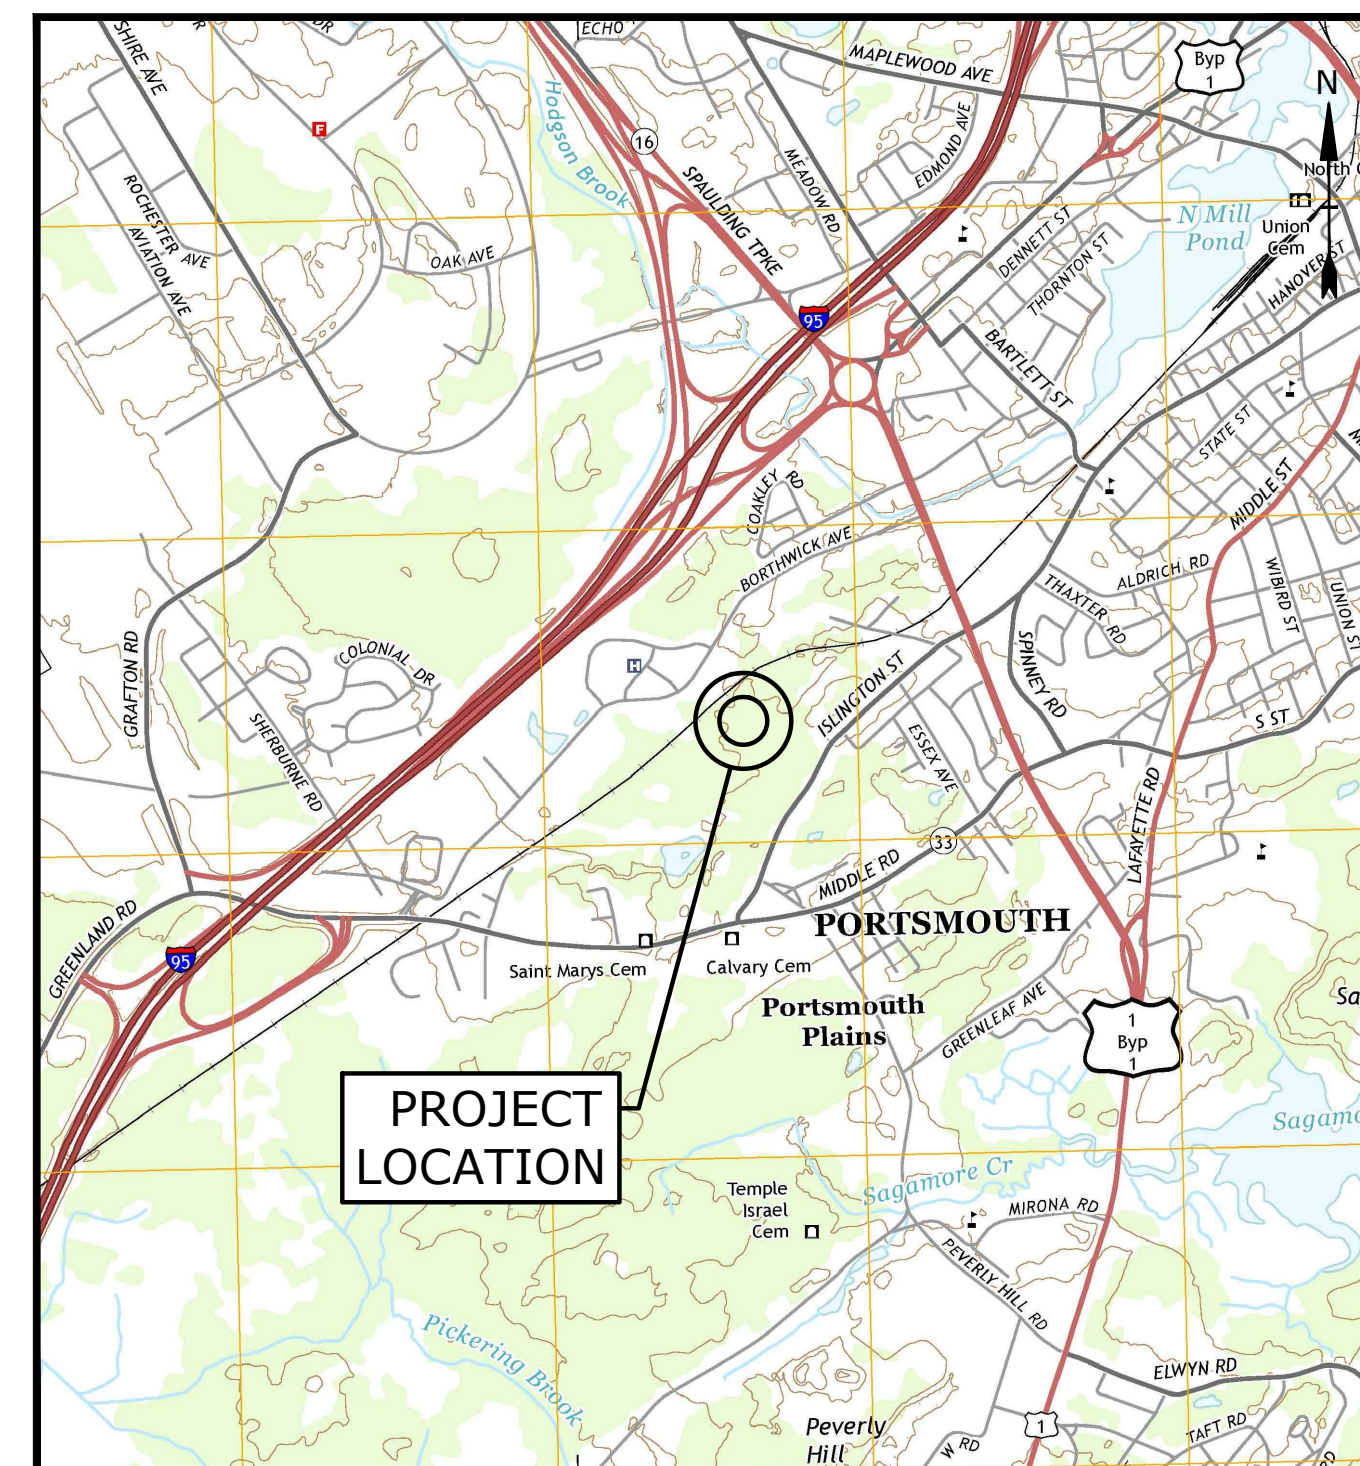 ECHO
DR
SHIRE AVE
MAPLEWOOD AVE
Byp
1
N
Hodgson Brook
16
SPAULDING TPKE
MEADOW RD
EDMOND AVE
North
N Mill
Pond
Union
Cem
HANOVER ST
ROCHESTER AVE
AVIATION AVE
OAK AVE
DENNETT ST
THORNTON ST
95
BARTLETT ST
STATE ST
MIDDLE ST
COAKLEY RD
BORTHWICK AVE
ALDRICH RD
THAXTER RD
WIBIRD ST
UNION ST
GRAFTON RD
COLONIAL DR
H
F
SHERBURNE RD
ISLINGTON ST
SPINNEY RD
S ST
ESSEX AVE
LAFAYETTE RD
33
MIDDLE RD
PORTSMOUTH
GREENLAND RD
95
Saint Marys Cem
Calvary Cem
Portsmouth
Plains
GREENLEAF AVE
Sa
1
Byp
1
PROJECT
LOCATION
Sagamo
Sagamore Cr
Temple
Israel
Cem
MIRONA RD
PEVERLY HILL RD
Pickering Brook
ELWYN RD
Peverly
Hill
W RD
1
TAFT RD
RD